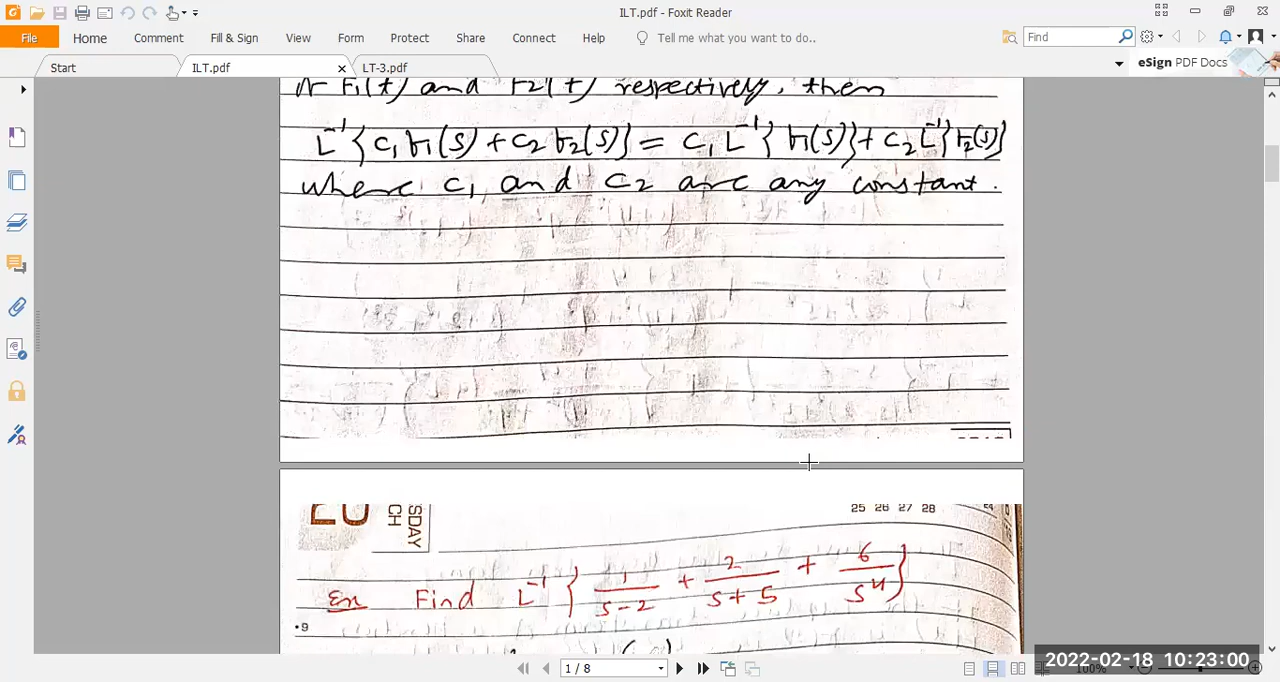 ILT.pdf - Foxit Reader
File Home Comment Fill & Sign View Form Protect Share Connect Help Tell me what you want to do.. Find
Start ILT.pdf LT-3.pdf eSign PDF Docs
of F₁(t) and F₂(t) respectively, then
L⁻¹{c₁ f₁(s) + c₂ f₂(s)} = c₁ L⁻¹{f₁(s)} + c₂ L⁻¹{f₂(s)}
where c₁ and c₂ are any constant.
SDAY
CH
25 26 27 28
Ex Find L⁻¹ { 1/(s-2) + 2/(s+5) + 6/s⁴ }
•9
1 / 8
2022-02-18 10:23:00
100%